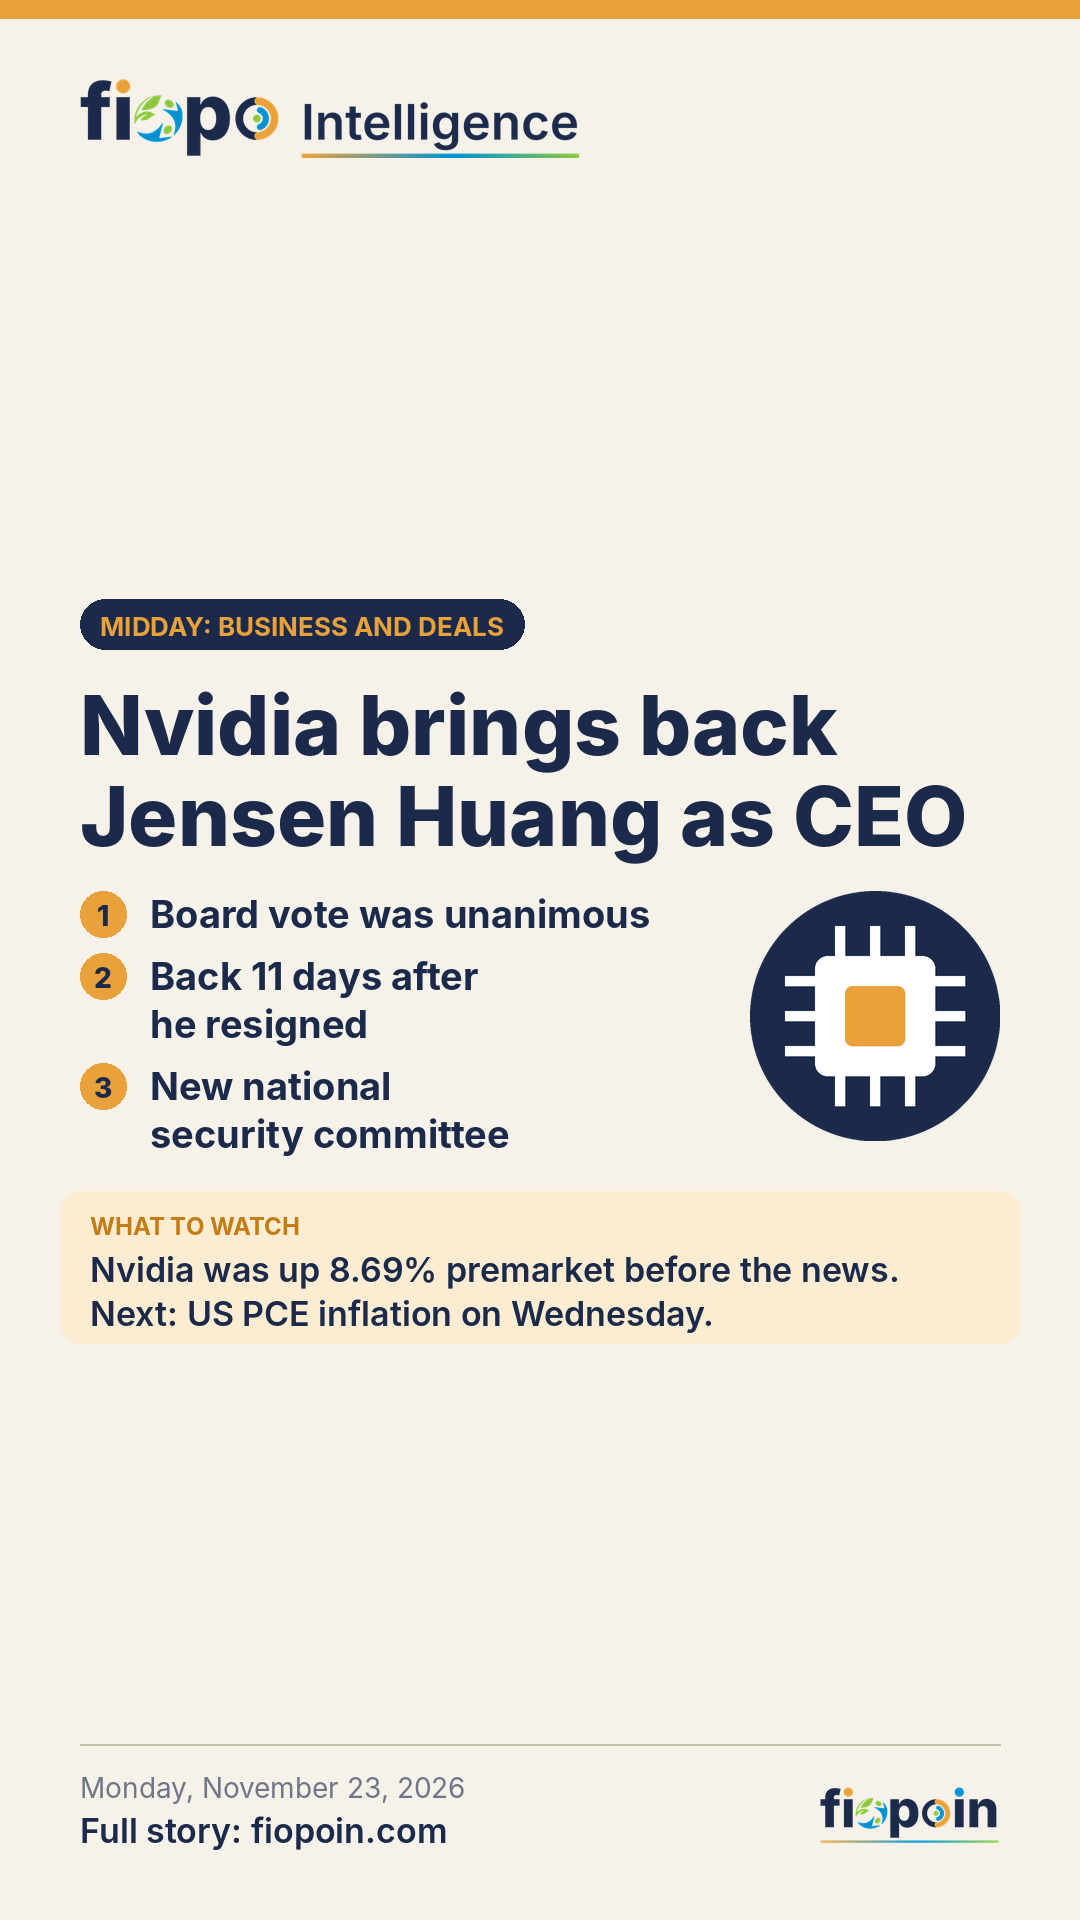 fiopo Intelligence
MIDDAY: BUSINESS AND DEALS
Nvidia brings back
Jensen Huang as CEO
1 Board vote was unanimous
2 Back 11 days after
he resigned
3 New national
security committee
WHAT TO WATCH
Nvidia was up 8.69% premarket before the news.
Next: US PCE inflation on Wednesday.
Monday, November 23, 2026
Full story: fiopoin.com
fiopoin